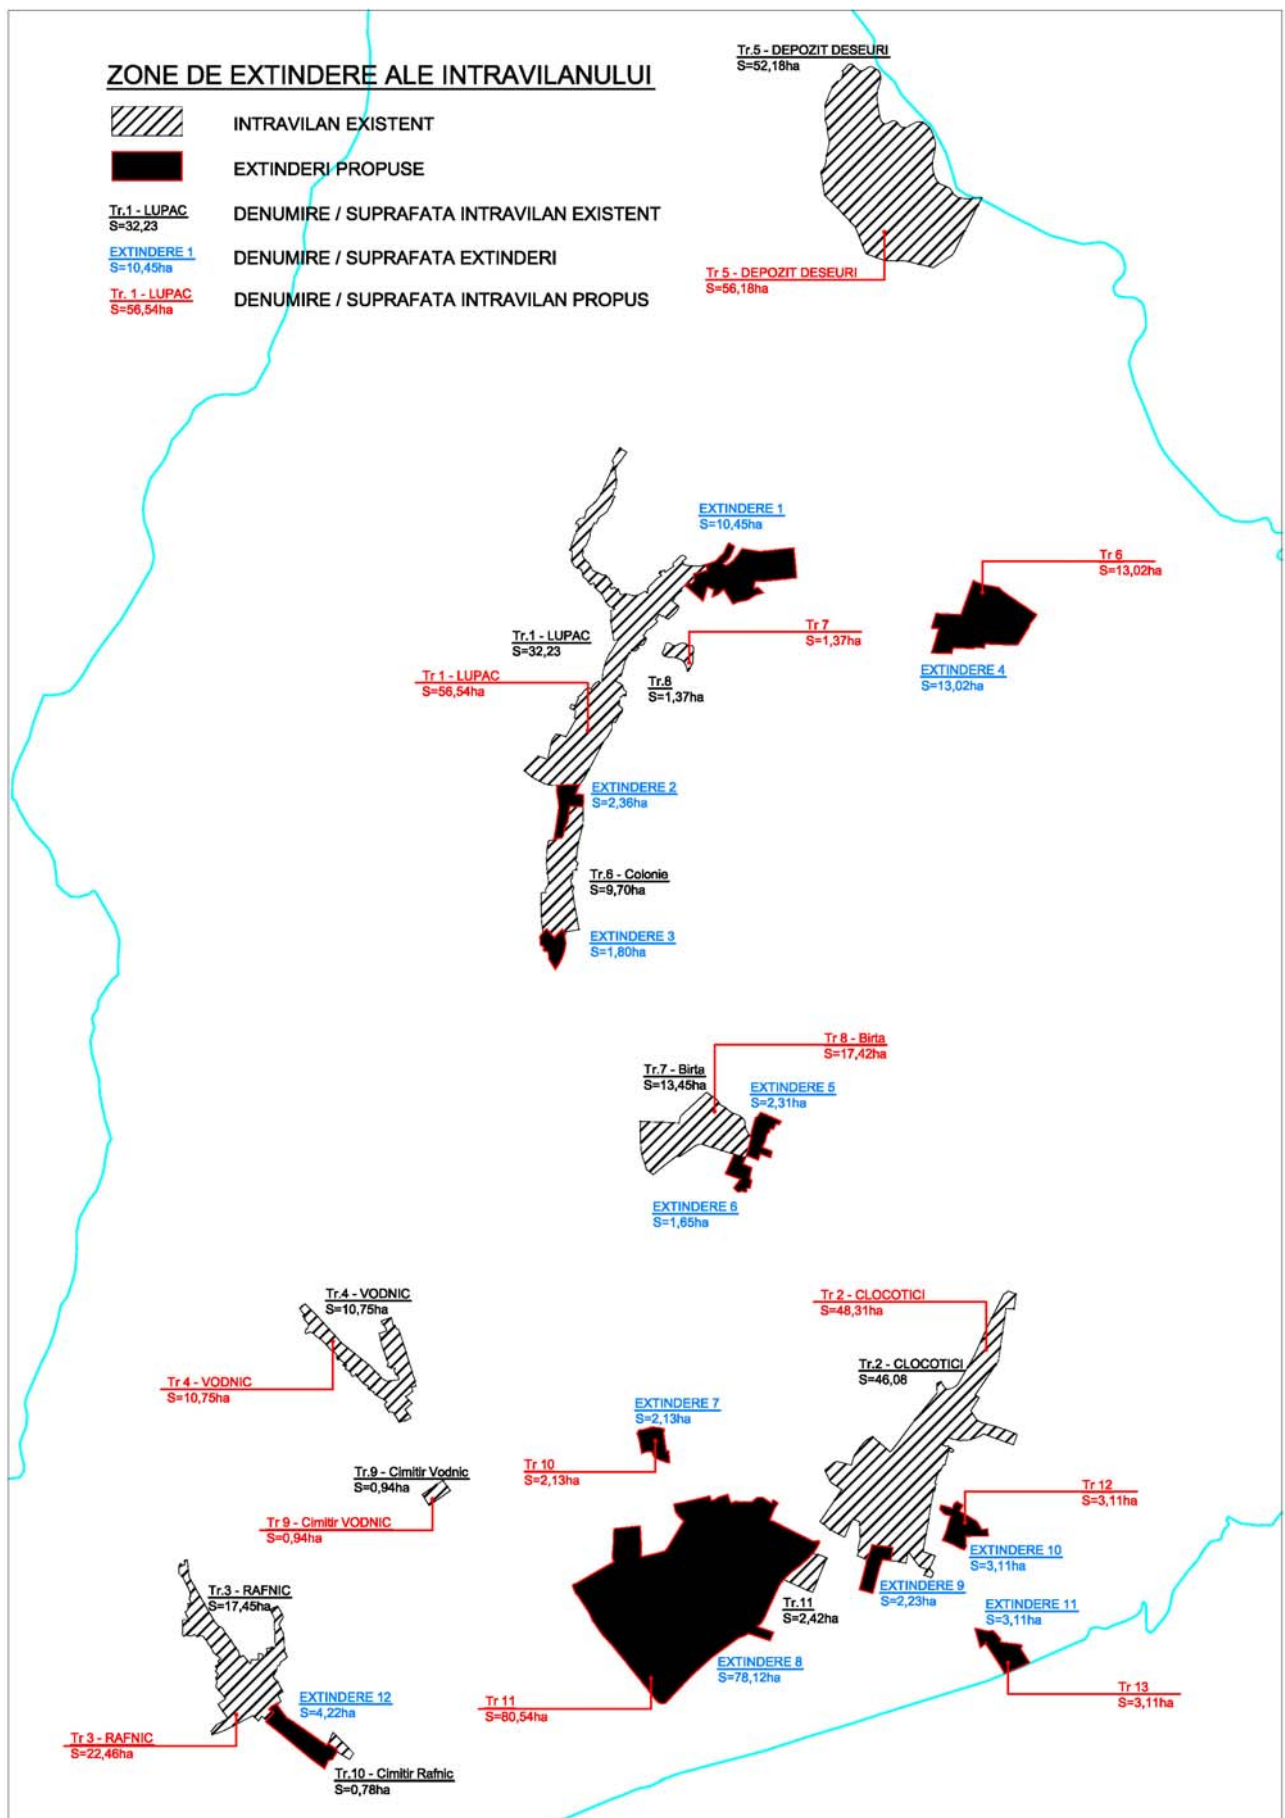 ZONE DE EXTINDERE ALE INTRAVILANULUI
INTRAVILAN EXISTENT
EXTINDERI PROPUSE
Tr.1 - LUPAC
S=32,23
DENUMIRE / SUPRAFATA INTRAVILAN EXISTENT
EXTINDERE 1
S=10,45ha
DENUMIRE / SUPRAFATA EXTINDERI
Tr. 1 - LUPAC
S=56,54ha
DENUMIRE / SUPRAFATA INTRAVILAN PROPUS
Tr.5 - DEPOZIT DESEURI
S=52,18ha
Tr 5 - DEPOZIT DESEURI
S=56,18ha
EXTINDERE 1
S=10,45ha
Tr 6
S=13,02ha
Tr.1 - LUPAC
S=32,23
Tr 7
S=1,37ha
Tr 1 - LUPAC
S=56,54ha
Tr.8
S=1,37ha
EXTINDERE 4
S=13,02ha
EXTINDERE 2
S=2,36ha
Tr.6 - Colonie
S=9,70ha
EXTINDERE 3
S=1,80ha
Tr 8 - Birta
S=17,42ha
Tr.7 - Birta
S=13,45ha
EXTINDERE 5
S=2,31ha
EXTINDERE 6
S=1,65ha
Tr.4 - VODNIC
S=10,75ha
Tr 2 - CLOCOTICI
S=48,31ha
Tr 4 - VODNIC
S=10,75ha
Tr.2 - CLOCOTICI
S=46,08
EXTINDERE 7
S=2,13ha
Tr 10
S=2,13ha
Tr.9 - Cimitir Vodnic
S=0,94ha
Tr 12
S=3,11ha
Tr 9 - Cimitir VODNIC
S=0,94ha
EXTINDERE 10
S=3,11ha
Tr.3 - RAFNIC
S=17,45ha
EXTINDERE 9
S=2,23ha
Tr.11
S=2,42ha
EXTINDERE 11
S=3,11ha
EXTINDERE 8
S=78,12ha
Tr 13
S=3,11ha
EXTINDERE 12
S=4,22ha
Tr 11
S=80,54ha
Tr 3 - RAFNIC
S=22,46ha
Tr.10 - Cimitir Rafnic
S=0,78ha